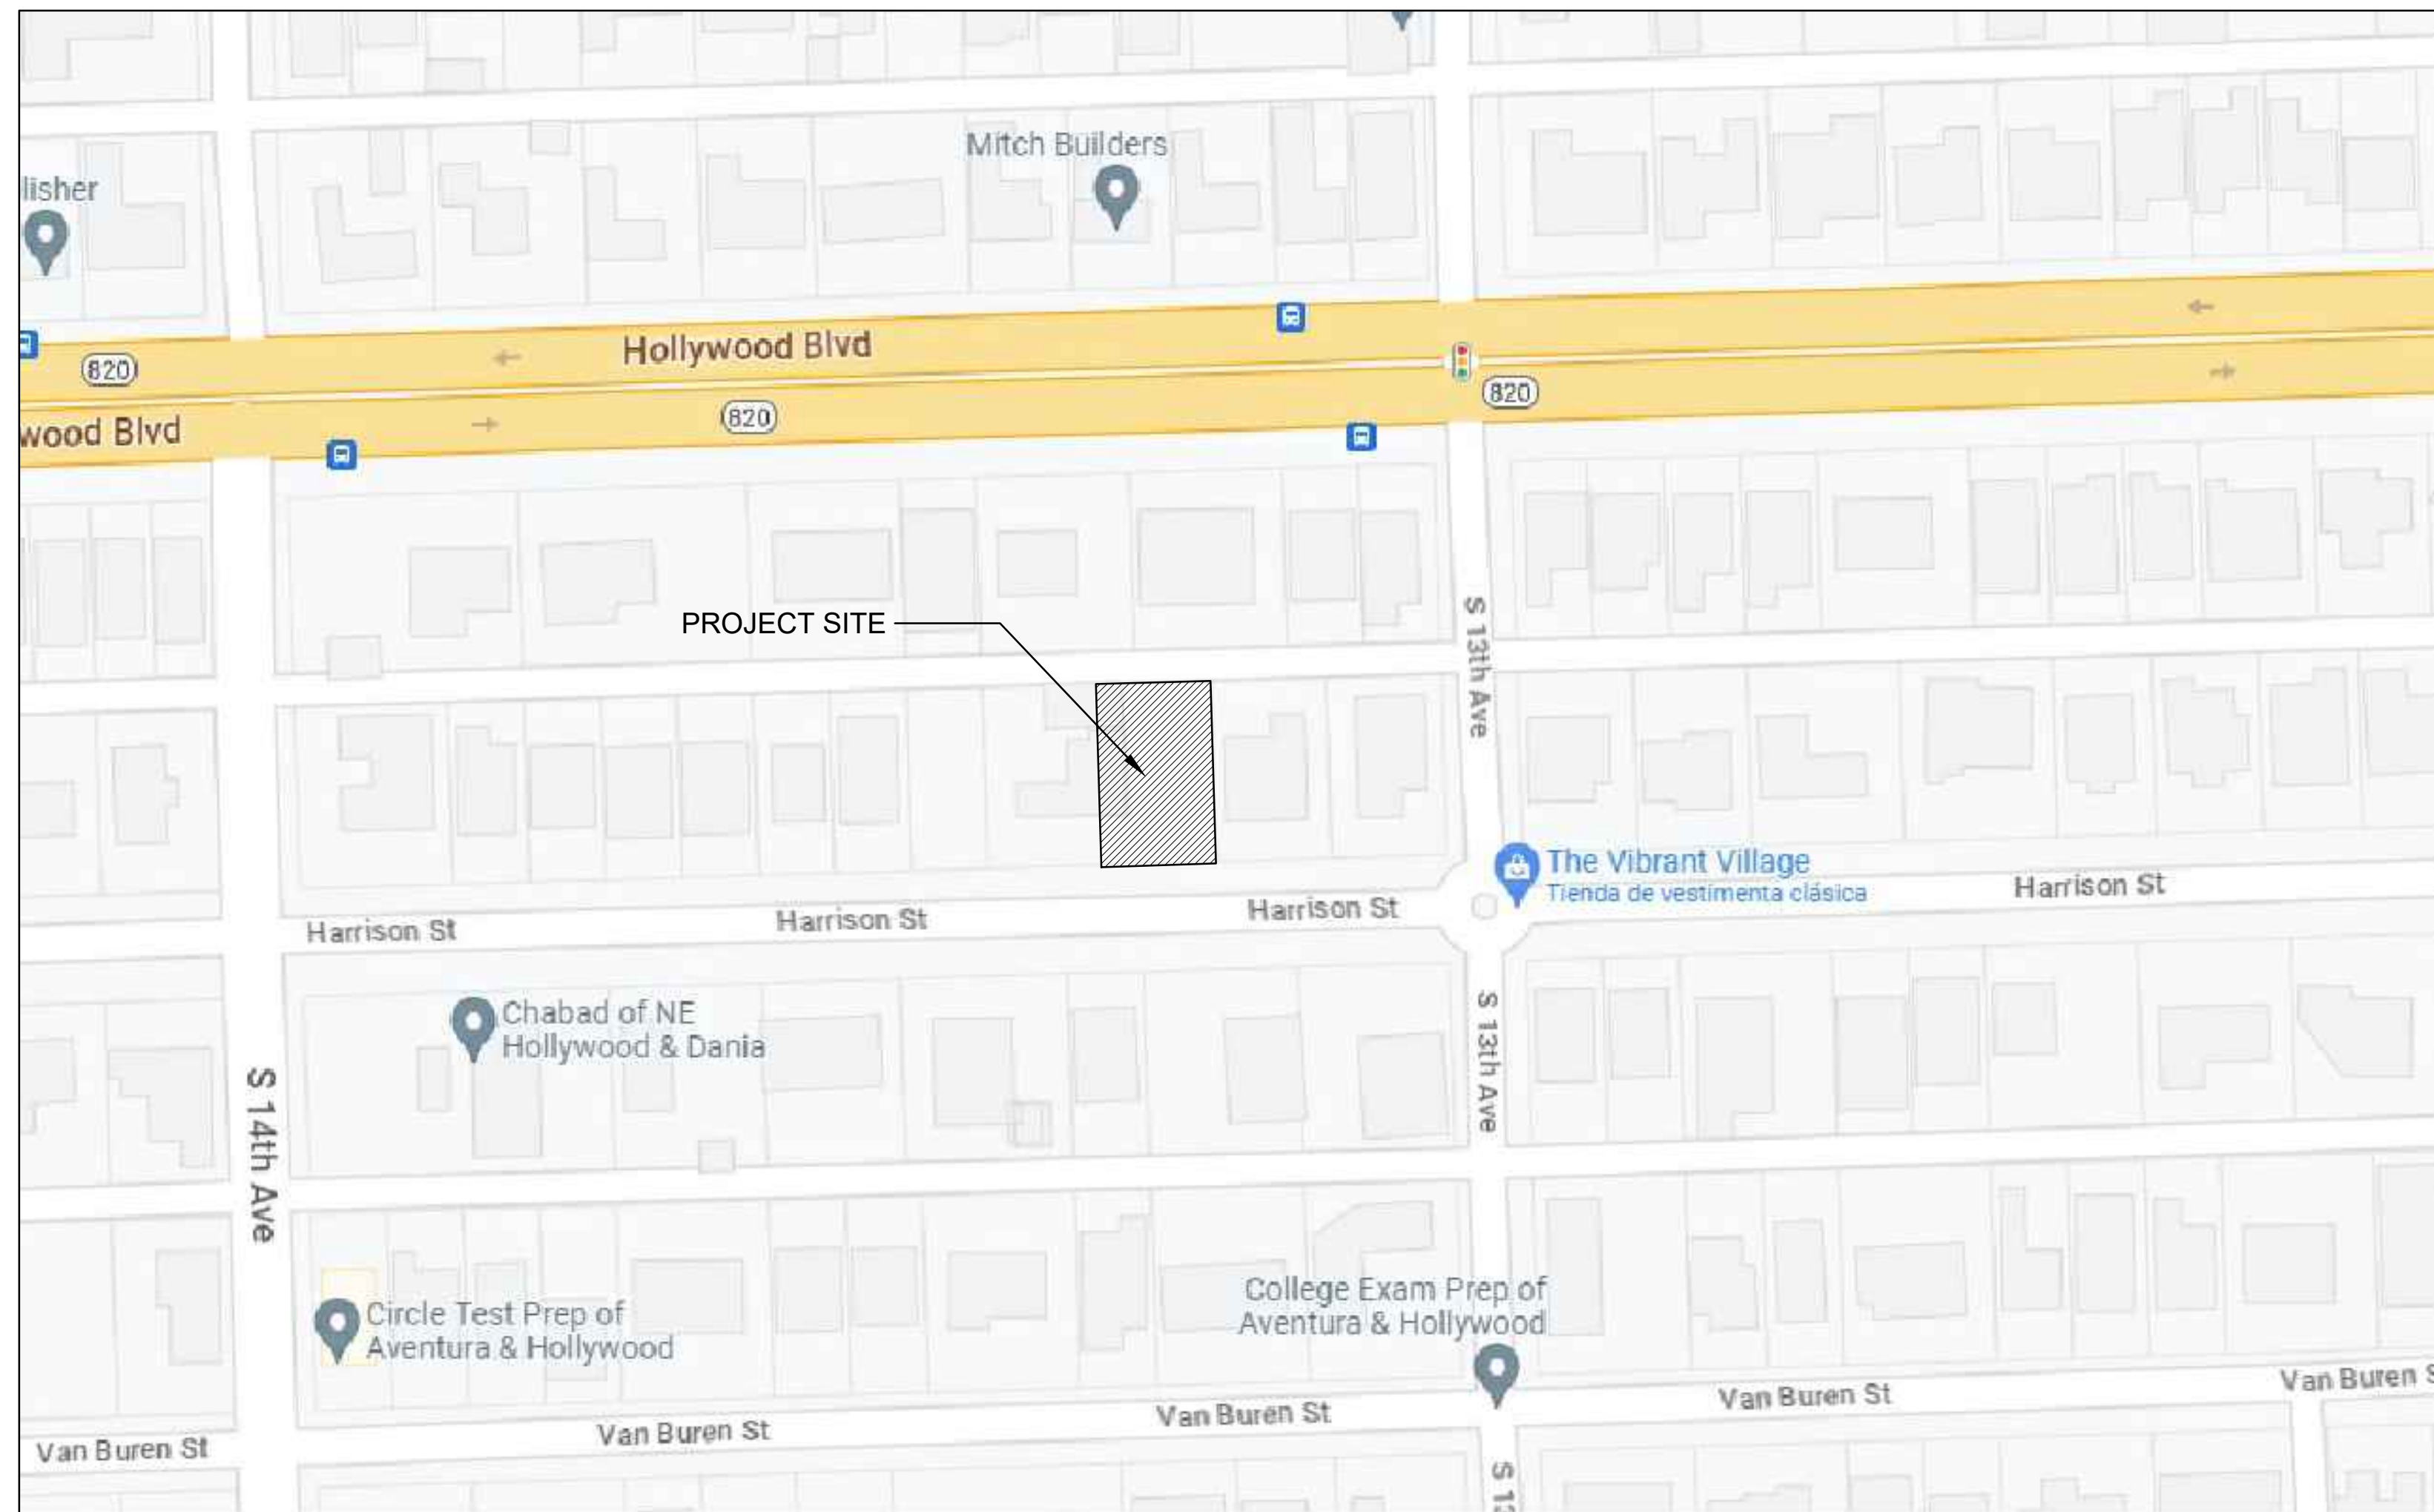 Mitch Builders
lisher
Hollywood Blvd
820
820
820
wood Blvd
PROJECT SITE
S 13th Ave
The Vibrant Village
Tienda de vestimenta clásica
Harrison St
Harrison St
Harrison St
Harrison St
Chabad of NE
Hollywood & Dania
S 13th Ave
S 14th Ave
College Exam Prep of
Aventura & Hollywood
Circle Test Prep of
Aventura & Hollywood
Van Buren S
Van Buren St
Van Buren St
Van Buren St
Van Buren St
S 13